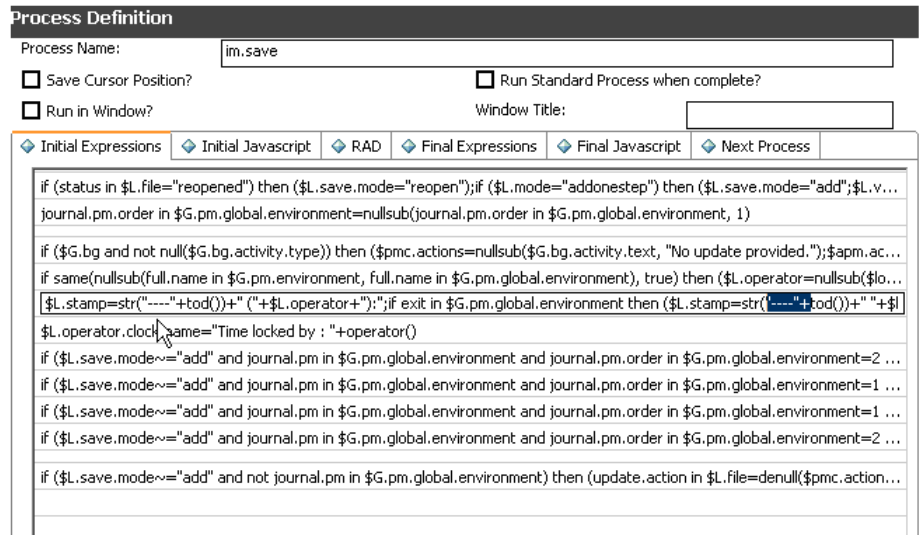 Process Definition
Process Name: im.save
Save Cursor Position? Run Standard Process when complete?
Run in Window? Window Title:
Initial Expressions Initial Javascript RAD Final Expressions Final Javascript Next Process
if (status in $L.file="reopened") then ($L.save.mode="reopen");if ($L.mode="addonestep") then ($L.save.mode="add";$L.v...
journal.pm.order in $G.pm.global.environment=nullsub(journal.pm.order in $G.pm.global.environment, 1)
if ($G.bg and not null($G.bg.activity.type)) then ($pmc.actions=nullsub($G.bg.activity.text, "No update provided.");$apm.ac...
if same(nullsub(full.name in $G.pm.environment, full.name in $G.pm.global.environment), true) then ($L.operator=nullsub($lo...
$L.stamp=str("----"+tod())+" ("+$L.operator+"):";if exit in $G.pm.global.environment then ($L.stamp=str("----"+tod())+" "+$l
$L.operator.clock.name="Time locked by : "+operator()
if ($L.save.mode~="add" and journal.pm in $G.pm.global.environment and journal.pm.order in $G.pm.global.environment=2 ...
if ($L.save.mode~="add" and journal.pm in $G.pm.global.environment and journal.pm.order in $G.pm.global.environment=1 ...
if ($L.save.mode~="add" and journal.pm in $G.pm.global.environment and journal.pm.order in $G.pm.global.environment=1 ...
if ($L.save.mode~="add" and journal.pm in $G.pm.global.environment and journal.pm.order in $G.pm.global.environment=2 ...
if ($L.save.mode~="add" and not journal.pm in $G.pm.global.environment) then (update.action in $L.file=denull($pmc.action...